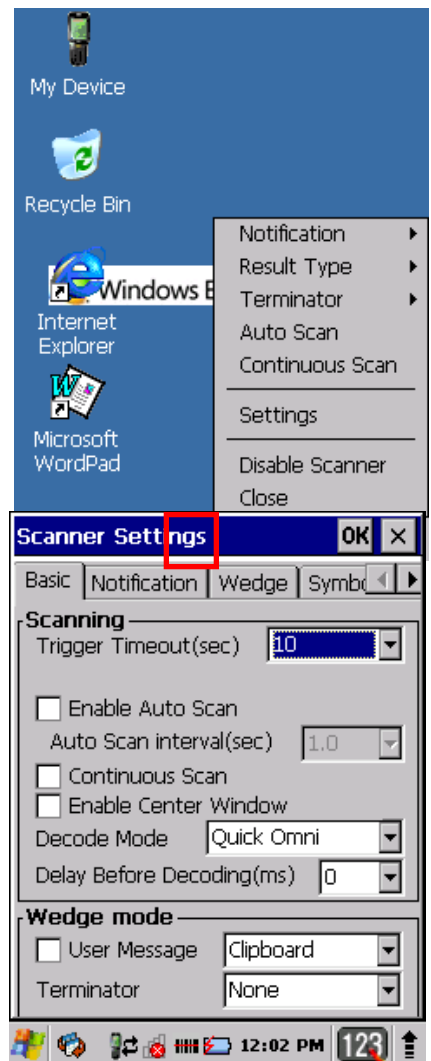 My Device
Recycle Bin
Windows E
Internet
Explorer
Microsoft
WordPad
Notification
Result Type
Terminator
Auto Scan
Continuous Scan
Settings
Disable Scanner
Close
Scanner Settings OK
Basic Notification Wedge Symbo
Scanning
Trigger Timeout(sec) 10
Enable Auto Scan
Auto Scan interval(sec) 1.0
Continuous Scan
Enable Center Window
Decode Mode Quick Omni
Delay Before Decoding(ms) 0
Wedge mode
User Message Clipboard
Terminator None
12:02 PM 123